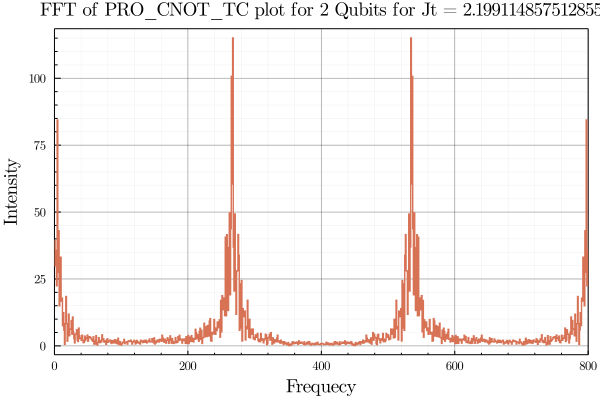 FFT of PRO_CNOT_TC plot for 2 Qubits for Jt = 2.199114857512855
100
75
50
25
0
Intensity
0 200 400 600 800
Frequecy